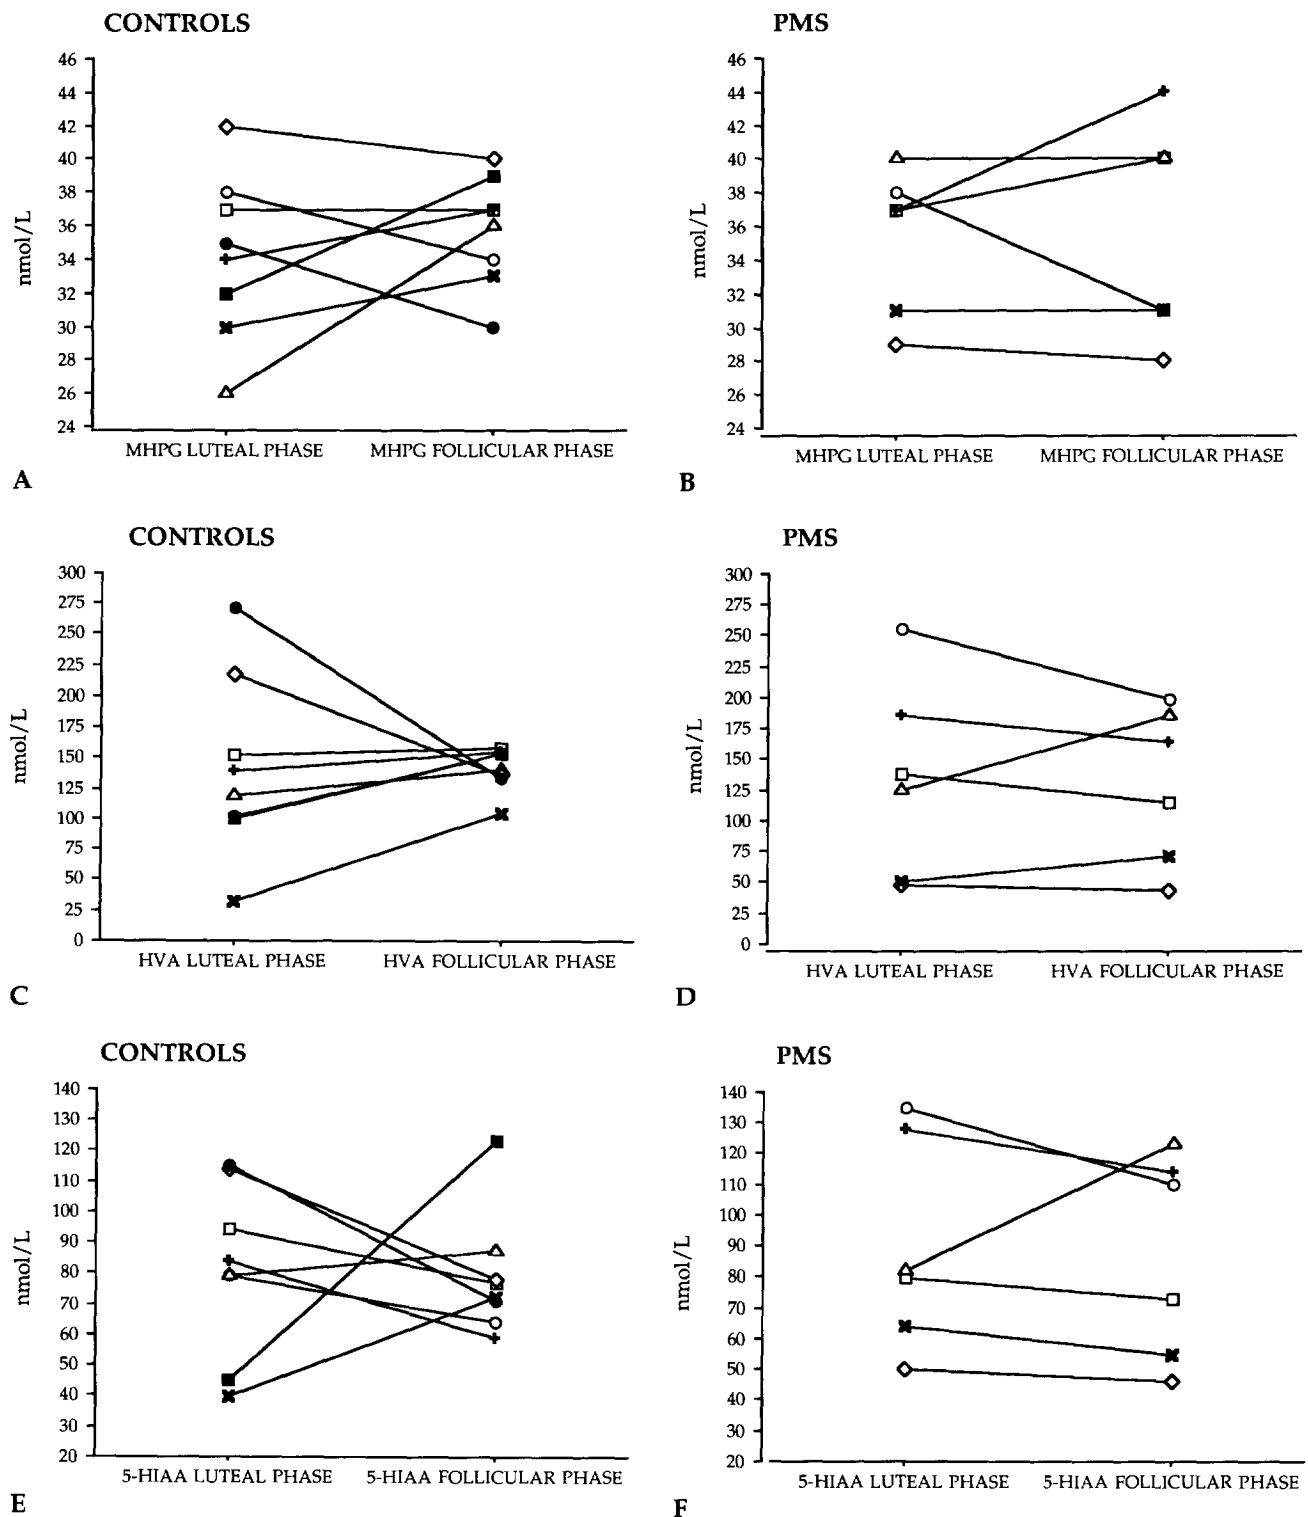 CONTROLS
46
44
42
40
38
36
34
32
30
28
26
24
nmol/L
MHPG LUTEAL PHASE
MHPG FOLLICULAR PHASE
A
PMS
46
44
42
40
38
36
34
32
30
28
26
24
nmol/L
MHPG LUTEAL PHASE
MHPG FOLLICULAR PHASE
B
CONTROLS
300
275
250
225
200
175
150
125
100
75
50
25
0
nmol/L
HVA LUTEAL PHASE
HVA FOLLICULAR PHASE
C
PMS
300
275
250
225
200
175
150
125
100
75
50
25
0
nmol/L
HVA LUTEAL PHASE
HVA FOLLICULAR PHASE
D
CONTROLS
140
130
120
110
100
90
80
70
60
50
40
30
20
nmol/L
5-HIAA LUTEAL PHASE
5-HIAA FOLLICULAR PHASE
E
PMS
140
130
120
110
100
90
80
70
60
50
40
30
20
nmol/L
5-HIAA LUTEAL PHASE
5-HIAA FOLLICULAR PHASE
F